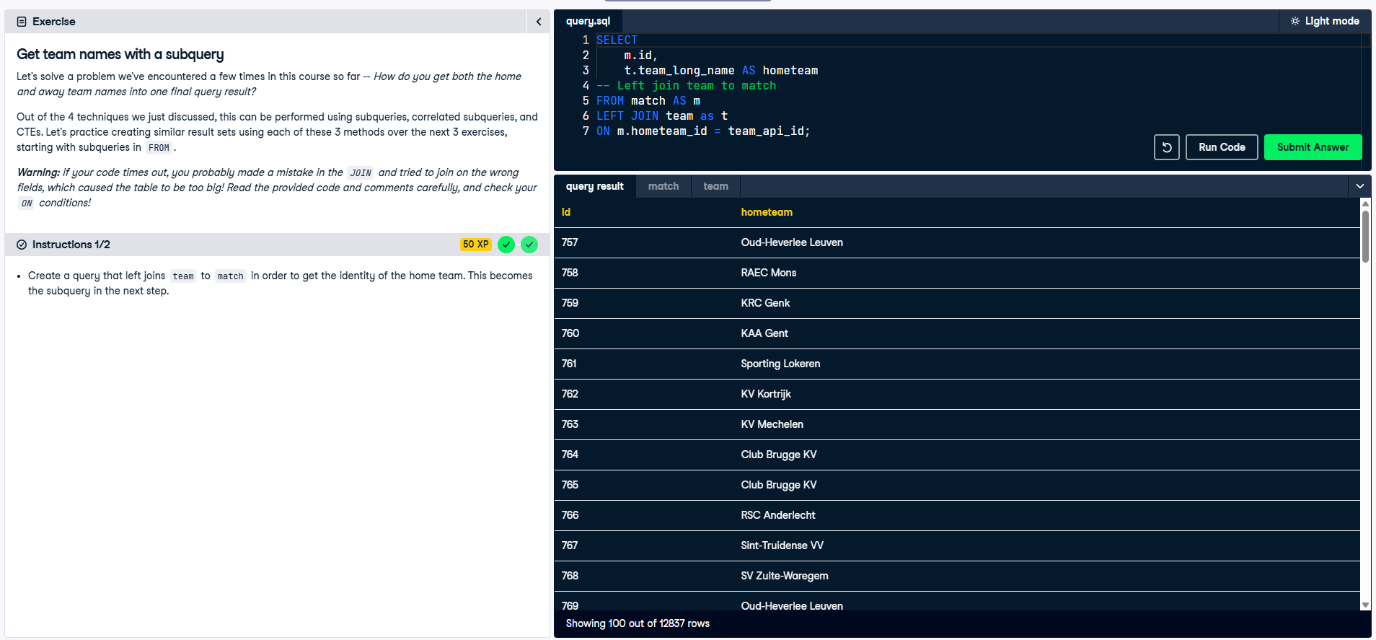 Exercise
Get team names with a subquery
Let's solve a problem we've encountered a few times in this course so far -- How do you get both the home
and away team names into one final query result?
Out of the 4 techniques we just discussed, this can be performed using subqueries, correlated subqueries, and
CTEs. Let's practice creating similar result sets using each of these 3 methods over the next 3 exercises,
starting with subqueries in FROM.
Warning: if your code times out, you probably made a mistake in the JOIN and tried to join on the wrong
fields, which caused the table to be too big! Read the provided code and comments carefully, and check your
ON conditions!
Instructions 1/2
50 XP
• Create a query that left joins team to match in order to get the identity of the home team. This becomes
the subquery in the next step.
query.sql
Light mode
1 SELECT
2 m.id,
3 t.team_long_name AS hometeam
4 -- Left join team to match
5 FROM match AS m
6 LEFT JOIN team as t
7 ON m.hometeam_id = team_api_id;
Run Code
Submit Answer
query result match team
id hometeam
757 Oud-Heverlee Leuven
758 RAEC Mons
759 KRC Genk
760 KAA Gent
761 Sporting Lokeren
762 KV Kortrijk
763 KV Mechelen
764 Club Brugge KV
765 Club Brugge KV
766 RSC Anderlecht
767 Sint-Truidense VV
768 SV Zulte-Waregem
769 Oud-Heverlee Leuven
Showing 100 out of 12837 rows